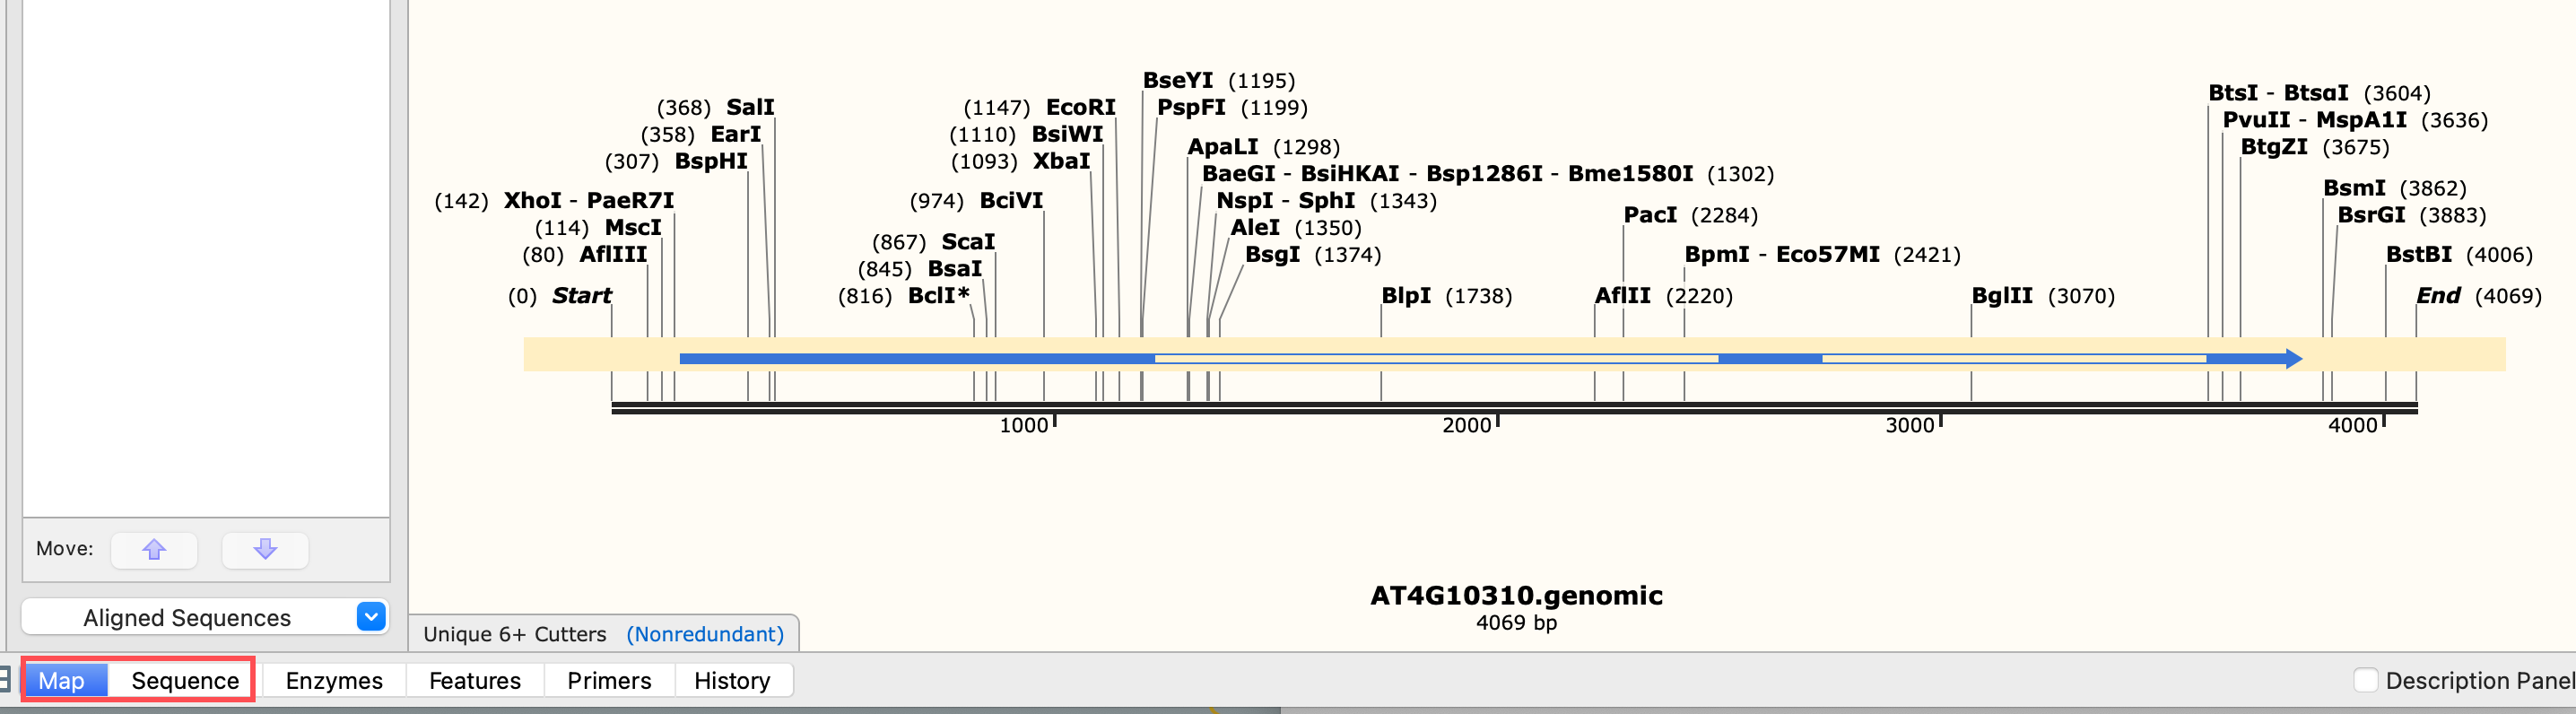 BseYI (1195)
(368) SalI
(1147) EcoRI
PspFI (1199)
BtsI - BtsαI (3604)
(358) EarI
(1110) BsiWI
ApaLI (1298)
PvuII - MspA1I (3636)
(307) BspHI
(1093) XbaI
BaeGI - BsiHKAI - Bsp1286I - Bme1580I (1302)
BtgZI (3675)
(142) XhoI - PaeR7I
(974) BciVI
NspI - SphI (1343)
PacI (2284)
BsmI (3862)
(114) MscI
(867) ScaI
AleI (1350)
BsrGI (3883)
(80) AflIII
(845) BsaI
BsgI (1374)
BpmI - Eco57MI (2421)
BstBI (4006)
(0) Start
(816) BclI*
BlpI (1738)
AflII (2220)
BglII (3070)
End (4069)
1000
2000
3000
4000
Move:
AT4G10310.genomic
4069 bp
Aligned Sequences
Unique 6+ Cutters (Nonredundant)
Map Sequence Enzymes Features Primers History
Description Panel